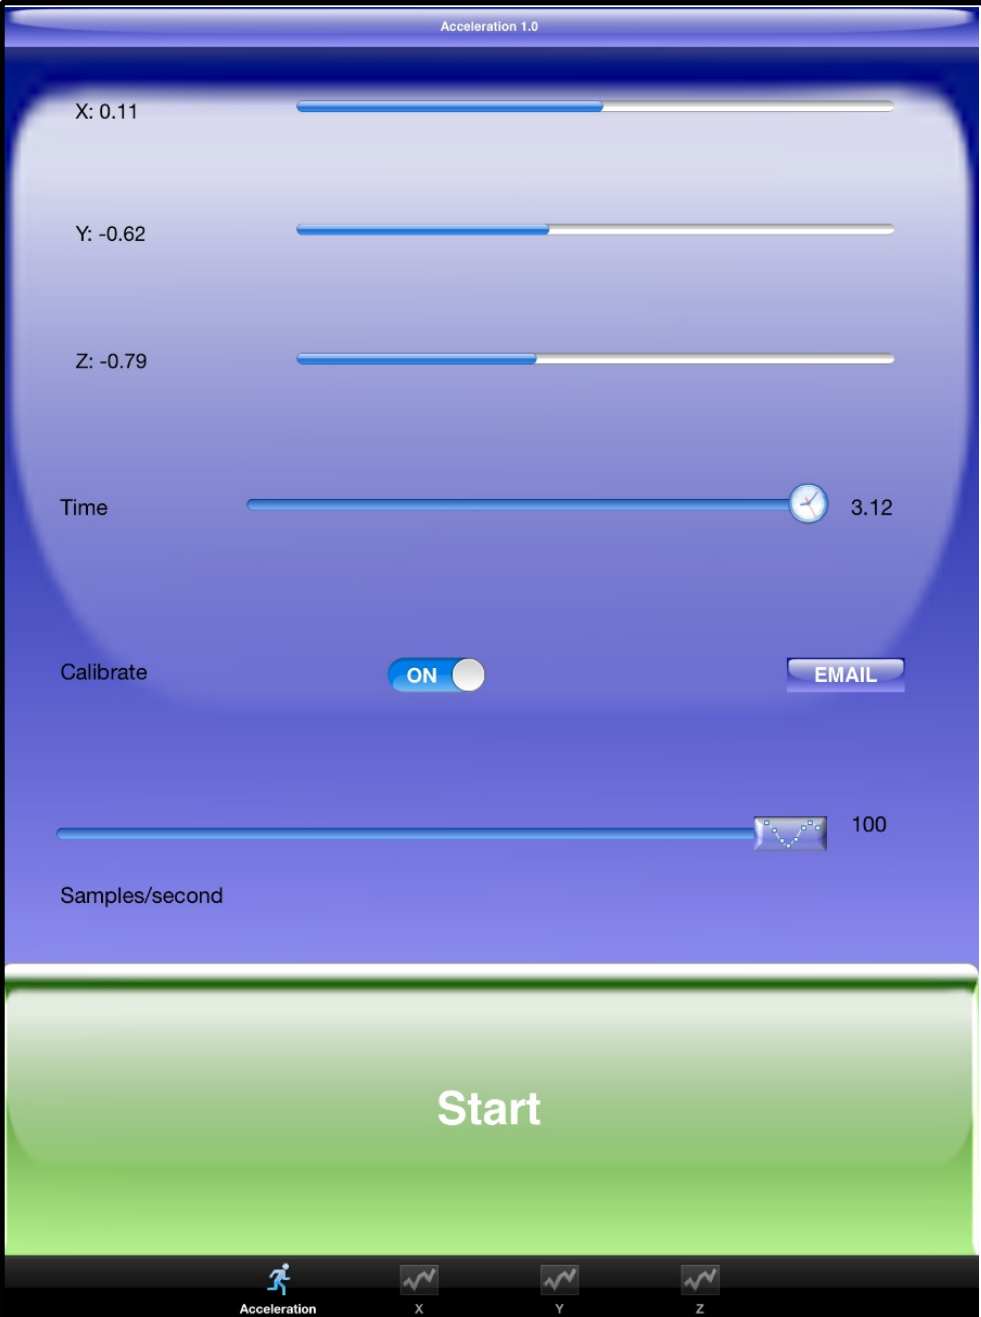 Acceleration 1.0
X: 0.11
Y: -0.62
Z: -0.79
Time 3.12
Calibrate ON EMAIL
100
Samples/second
Start
Acceleration X Y Z